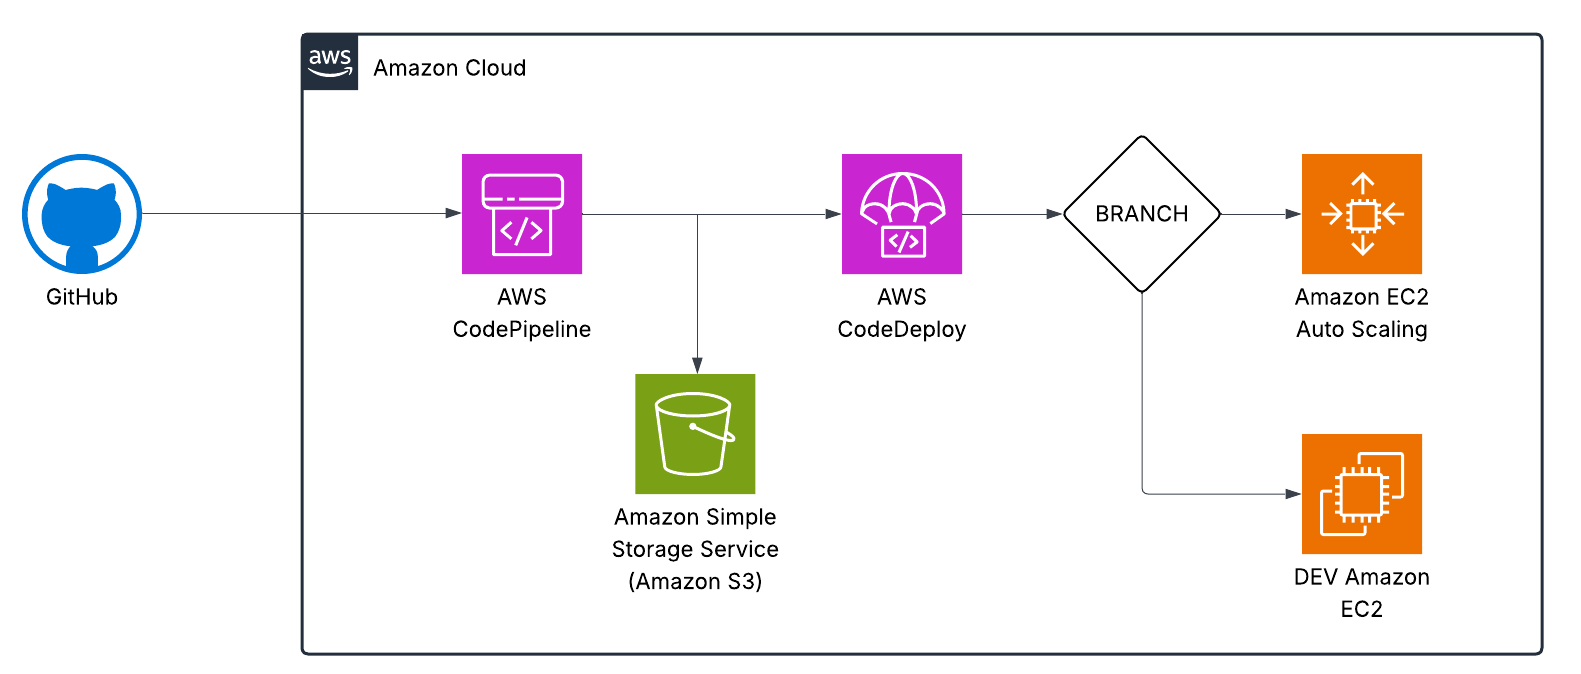 aws
Amazon Cloud
GitHub
AWS
CodePipeline
AWS
CodeDeploy
BRANCH
Amazon EC2
Auto Scaling
Amazon Simple
Storage Service
(Amazon S3)
DEV Amazon
EC2